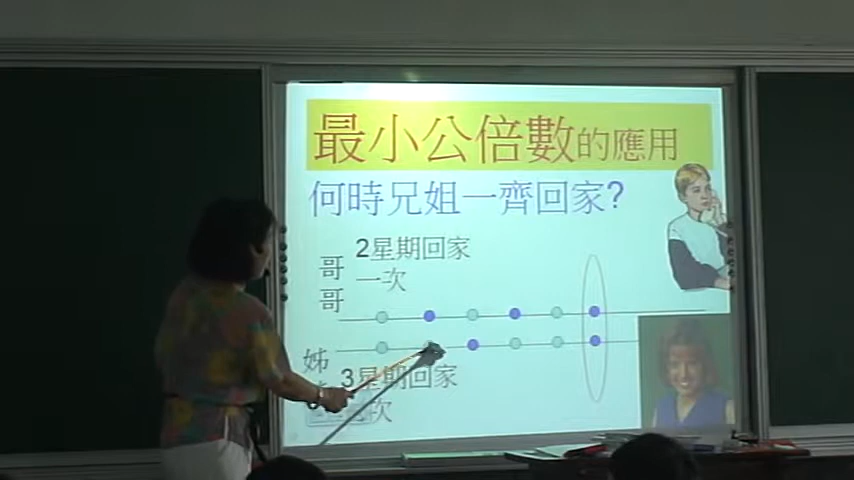 最小公倍數的應用
何時兄姐一齊回家?
哥哥
2星期回家
一次
姊
3星期回家
次